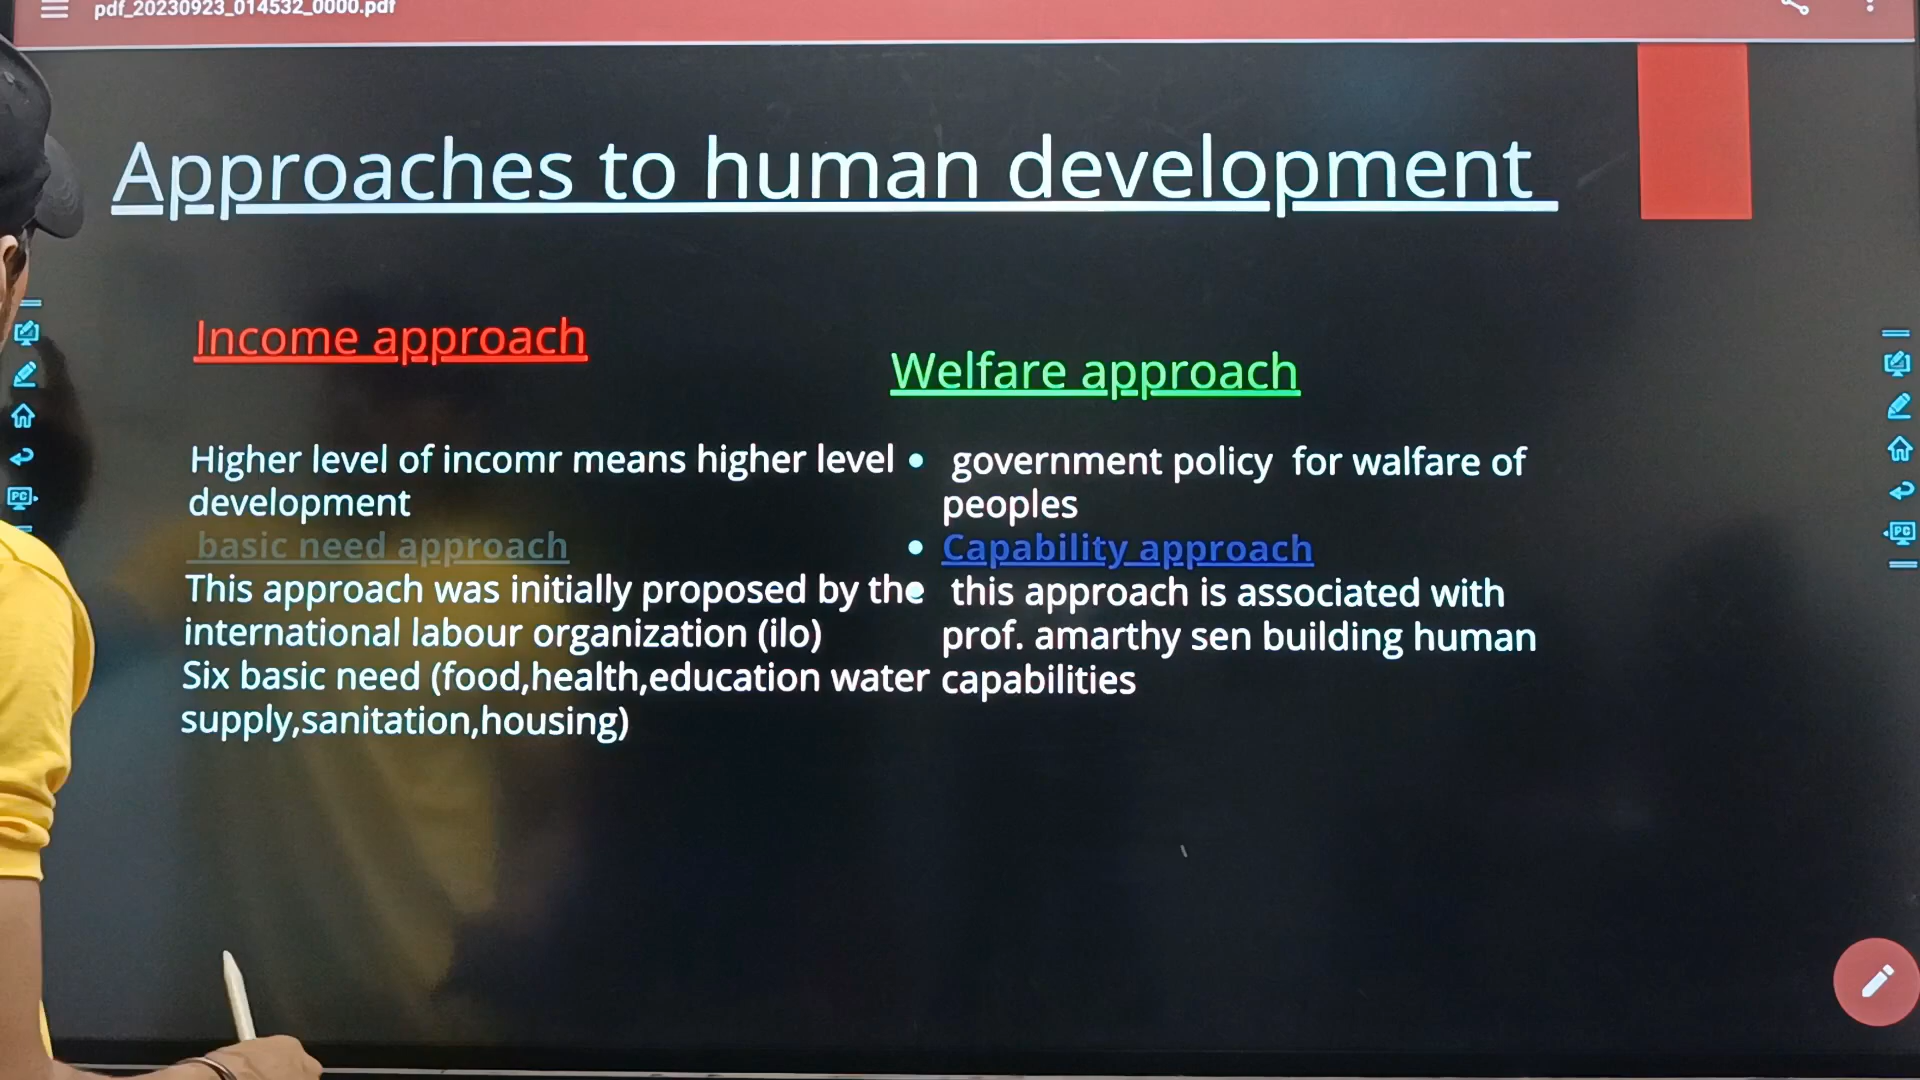 pdf_20230923_014532_0000.pdf
Approaches to human development
Income approach
Higher level of incomr means higher level
development
basic need approach
This approach was initially proposed by the
international labour organization (ilo)
Six basic need (food,health,education water
supply,sanitation,housing)
Welfare approach
• government policy for walfare of
peoples
• Capability approach
• this approach is associated with
prof. amarthy sen building human
capabilities
PC
PC